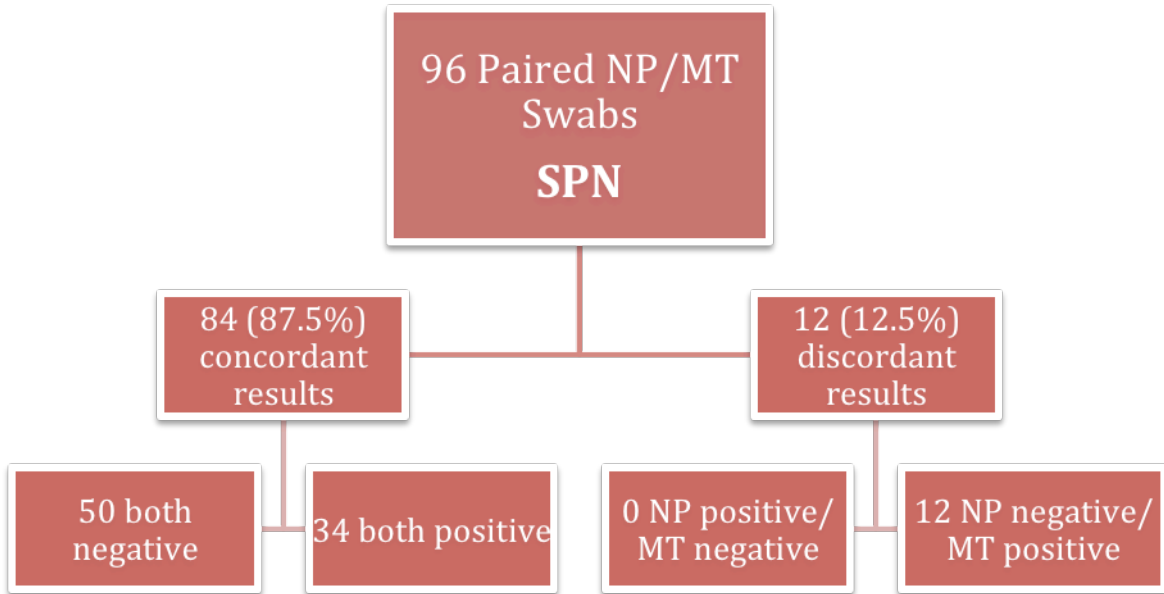 96 Paired NP/MT
Swabs
SPN
84 (87.5%)
concordant
results
12 (12.5%)
discordant
results
50 both
negative
34 both positive
0 NP positive/
MT negative
12 NP negative/
MT positive